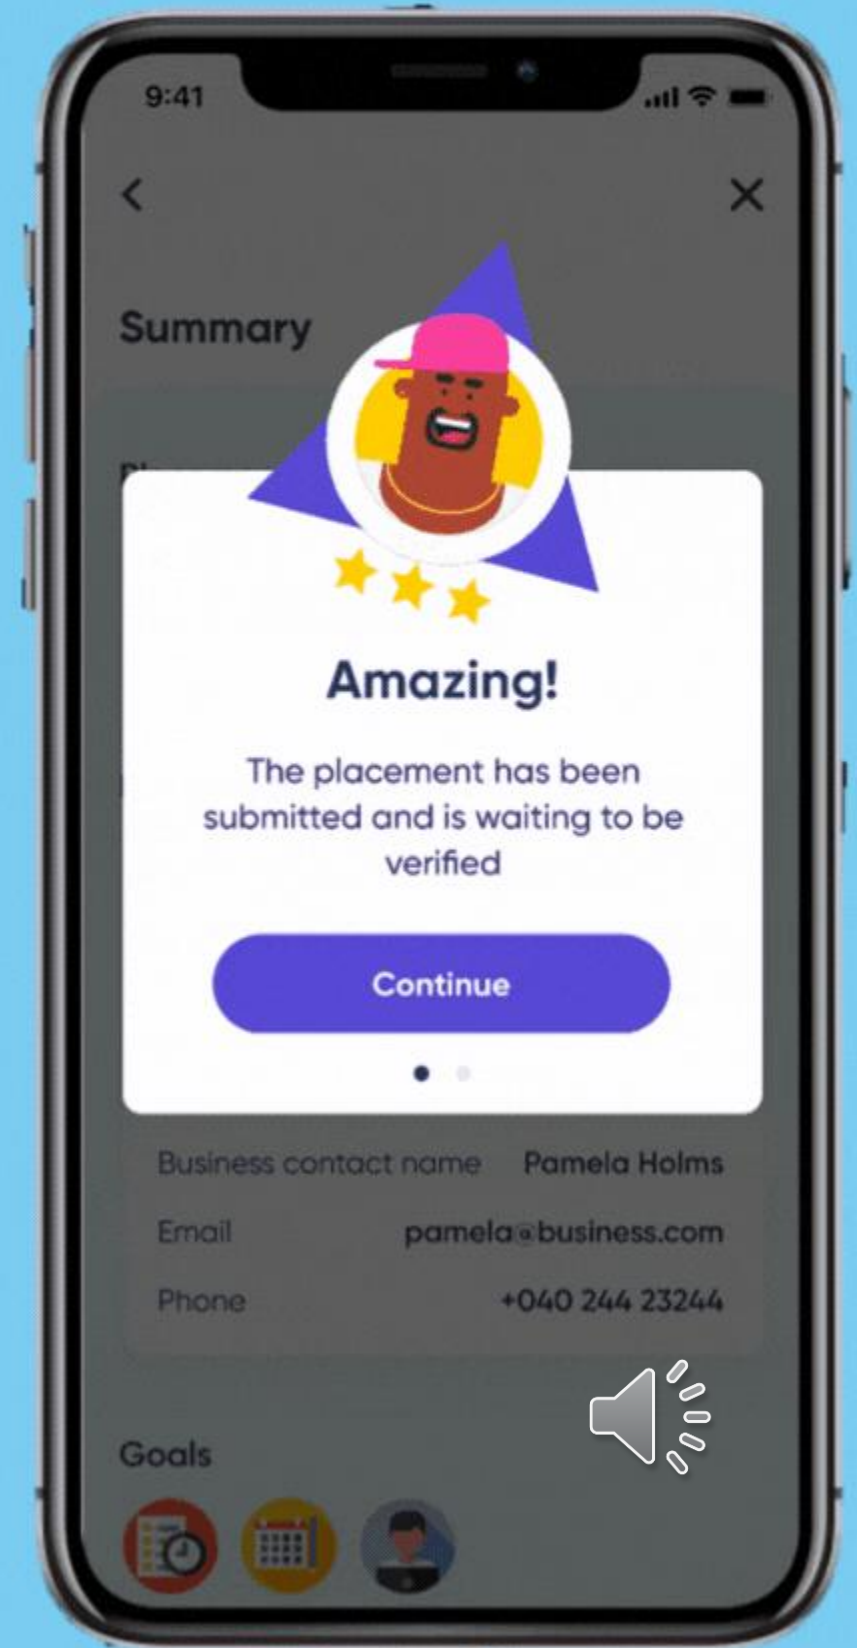 9:41
Summary
Amazing!
The placement has been
submitted and is waiting to be
verified
Continue
Business contact name Pamela Holms
Email pamela@business.com
Phone +040 244 23244
Goals